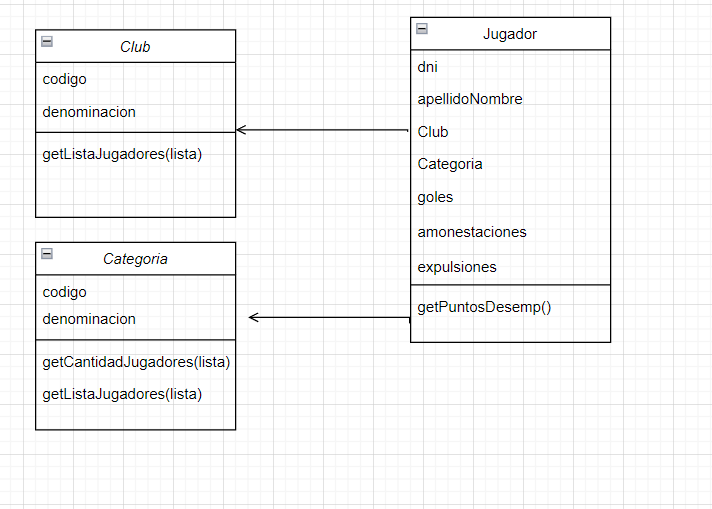 Club
codigo
denominacion
getListaJugadores(lista)
Categoria
codigo
denominacion
getCantidadJugadores(lista)
getListaJugadores(lista)
Jugador
dni
apellidoNombre
Club
Categoria
goles
amonestaciones
expulsiones
getPuntosDesemp()